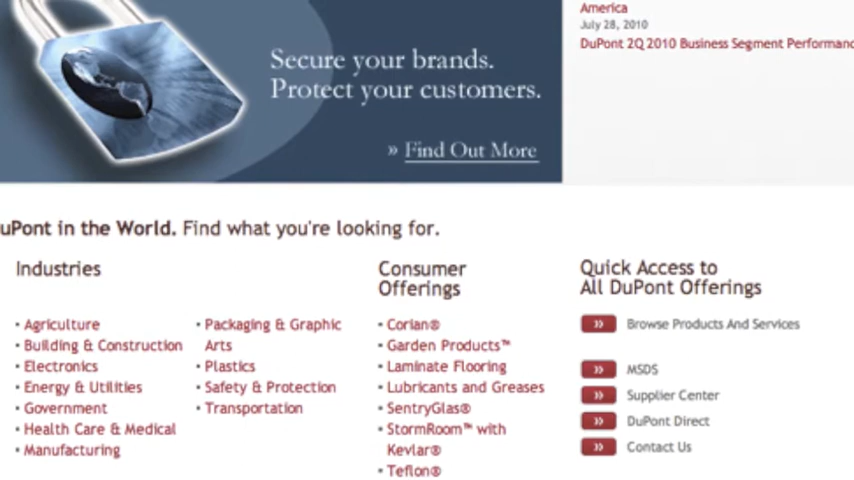 America
July 28, 2010
DuPont 2Q 2010 Business Segment
Secure your brands.
Protect your customers.
» Find Out More
in the World. Find what you're looking for.
Industries
• Agriculture
• Building & Construction
• Electronics
• Energy & Utilities
• Government
• Health Care & Medical
• Manufacturing
• Packaging & Graphic
Arts
• Plastics
• Safety & Protection
• Transportation
Consumer
Offerings
• Corian®
• Garden Products™
• Laminate Flooring
• Lubricants and Greases
• SentryGlas®
• StormRoom™ with
Kevlar®
• Teflon®
Quick Access to
All DuPont Offerings
» Browse Products And Services
» MSDS
» Supplier Center
» DuPont Direct
» Contact Us